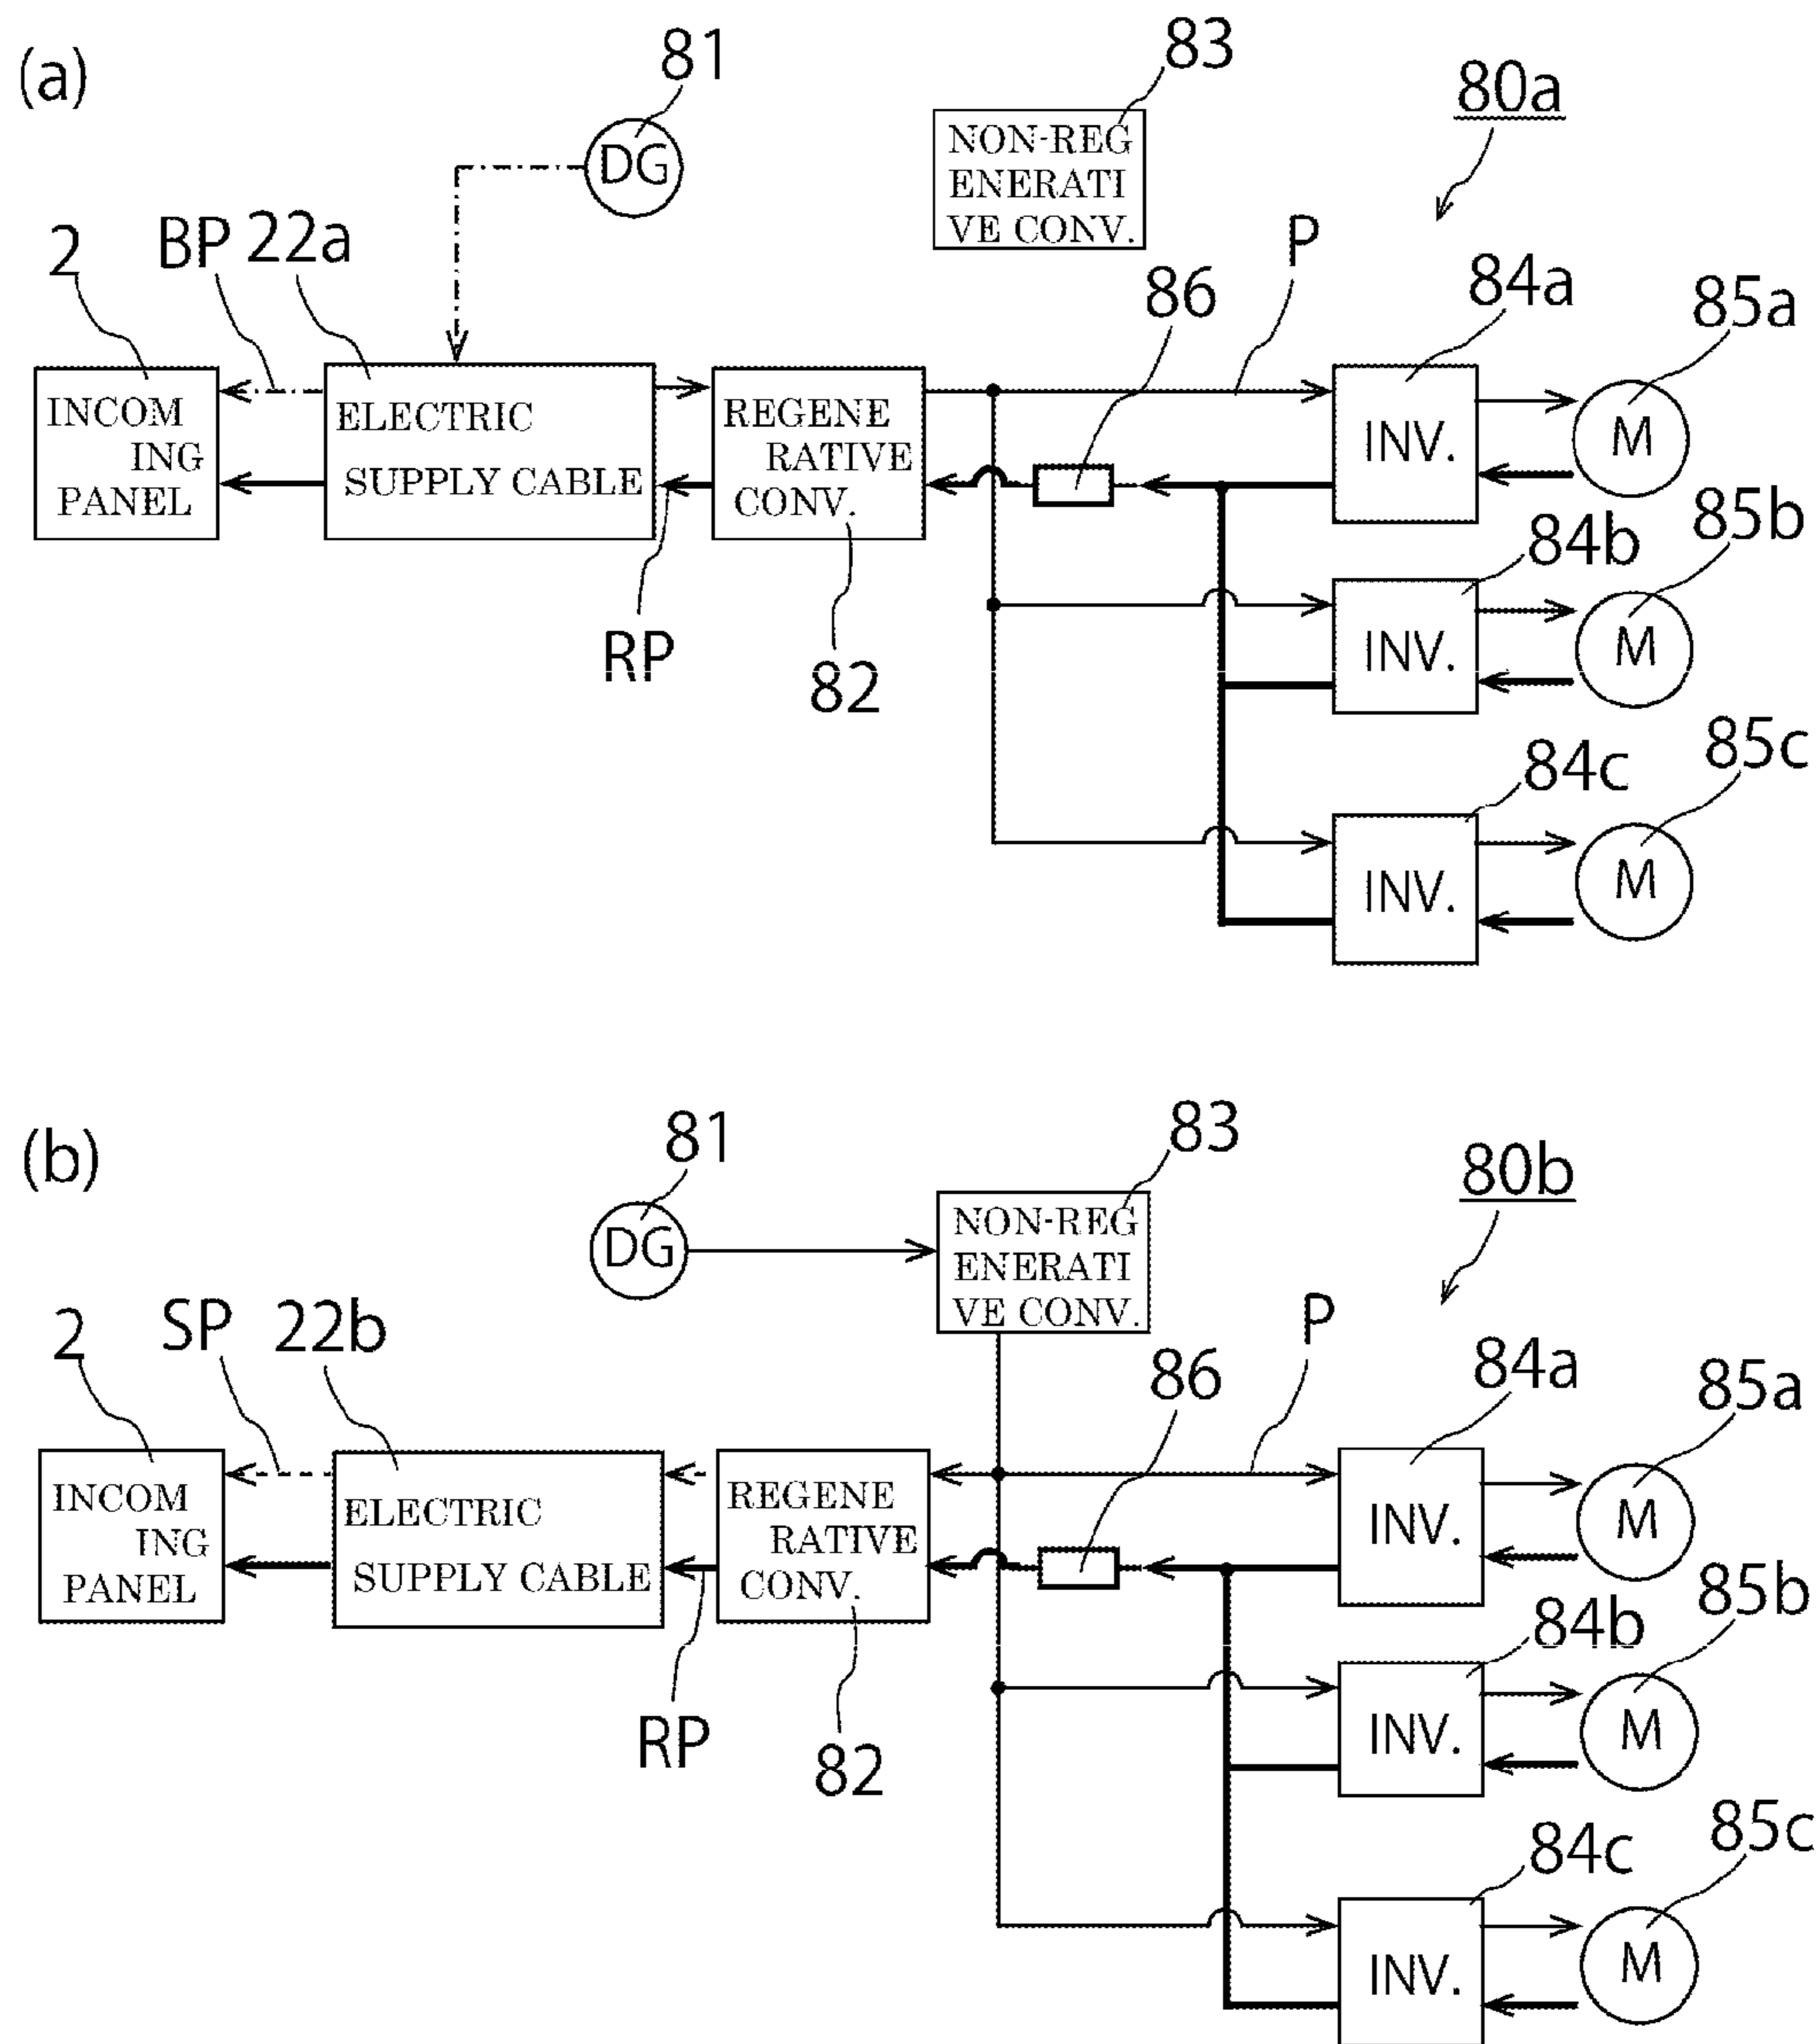 (a)
81
83
80a
DG
NON-REG
ENERATI
VE CONV.
2
BP
22a
P
86
84a
85a
INCOM
ING
PANEL
ELECTRIC
SUPPLY CABLE
REGENE
RATIVE
CONV.
INV.
M
RP
82
84b
85b
INV.
M
84c
85c
INV.
M
(b)
81
83
80b
DG
NON-REG
ENERATI
VE CONV.
2
SP
22b
P
86
84a
85a
INCOM
ING
PANEL
ELECTRIC
SUPPLY CABLE
REGENE
RATIVE
CONV.
INV.
M
RP
82
84b
85b
INV.
M
84c
85c
INV.
M